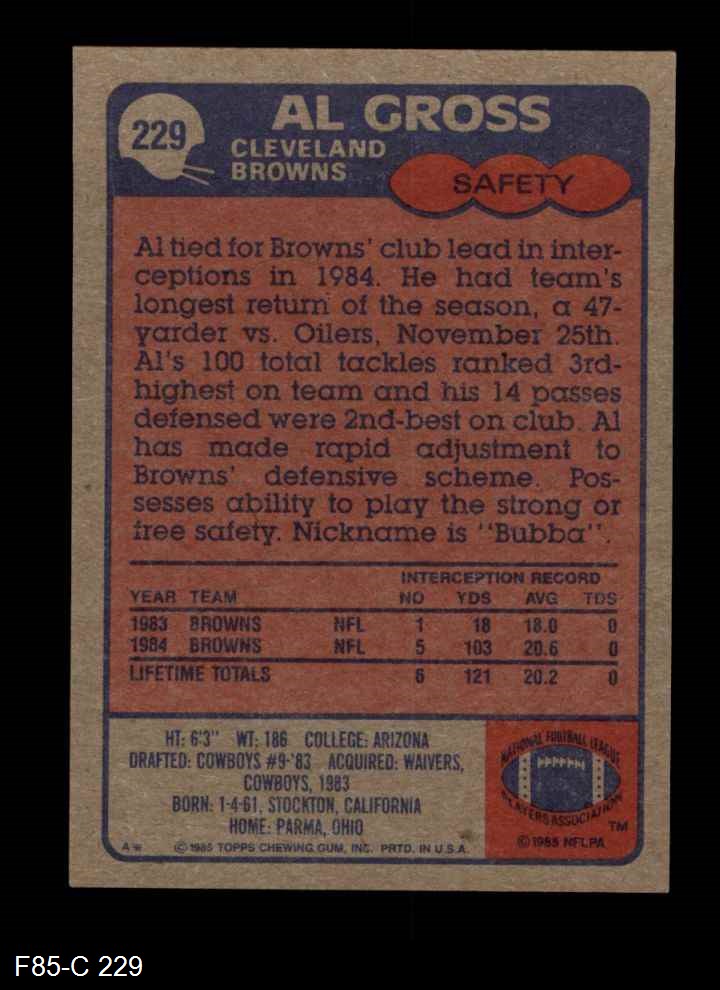 229
AL GROSS
CLEVELAND
BROWNS
SAFETY
Al tied for Browns' club lead in inter-
ceptions in 1984. He had team's
longest return of the season, a 47-
yarder vs. Oilers, November 25th.
Al's 100 total tackles ranked 3rd-
highest on team and his 14 passes
defensed were 2nd-best on club. Al
has made rapid adjustment to
Browns' defensive scheme. Pos-
sesses ability to play the strong or
free safety. Nickname is "Bubba".
INTERCEPTION RECORD
YEAR TEAM NO YDS AVG TDS
1983 BROWNS NFL 1 18 18.0 0
1984 BROWNS NFL 5 103 20.6 0
LIFETIME TOTALS 6 121 20.2 0
HT: 6'3" WT: 186 COLLEGE: ARIZONA
DRAFTED: COWBOYS #9-'83 ACQUIRED: WAIVERS,
COWBOYS, 1983
BORN: 1-4-61, STOCKTON, CALIFORNIA
HOME: PARMA, OHIO
A* © 1985 TOPPS CHEWING GUM, INC. PRTD. IN U.S.A.
NATIONAL FOOTBALL LEAGUE
PLAYERS ASSOCIATION
TM
© 1985 NFLPA
F85-C 229